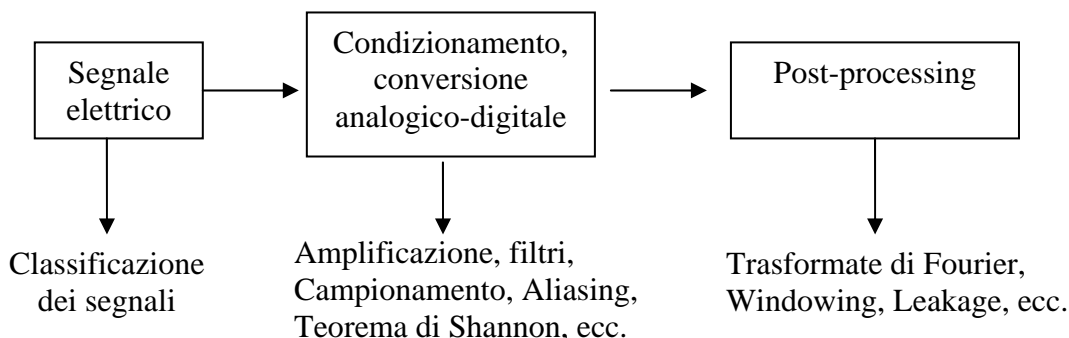 Segnale
elettrico
Condizionamento,
conversione
analogico-digitale
Post-processing
Classificazione
dei segnali
Amplificazione, filtri,
Campionamento, Aliasing,
Teorema di Shannon, ecc.
Trasformate di Fourier,
Windowing, Leakage, ecc.